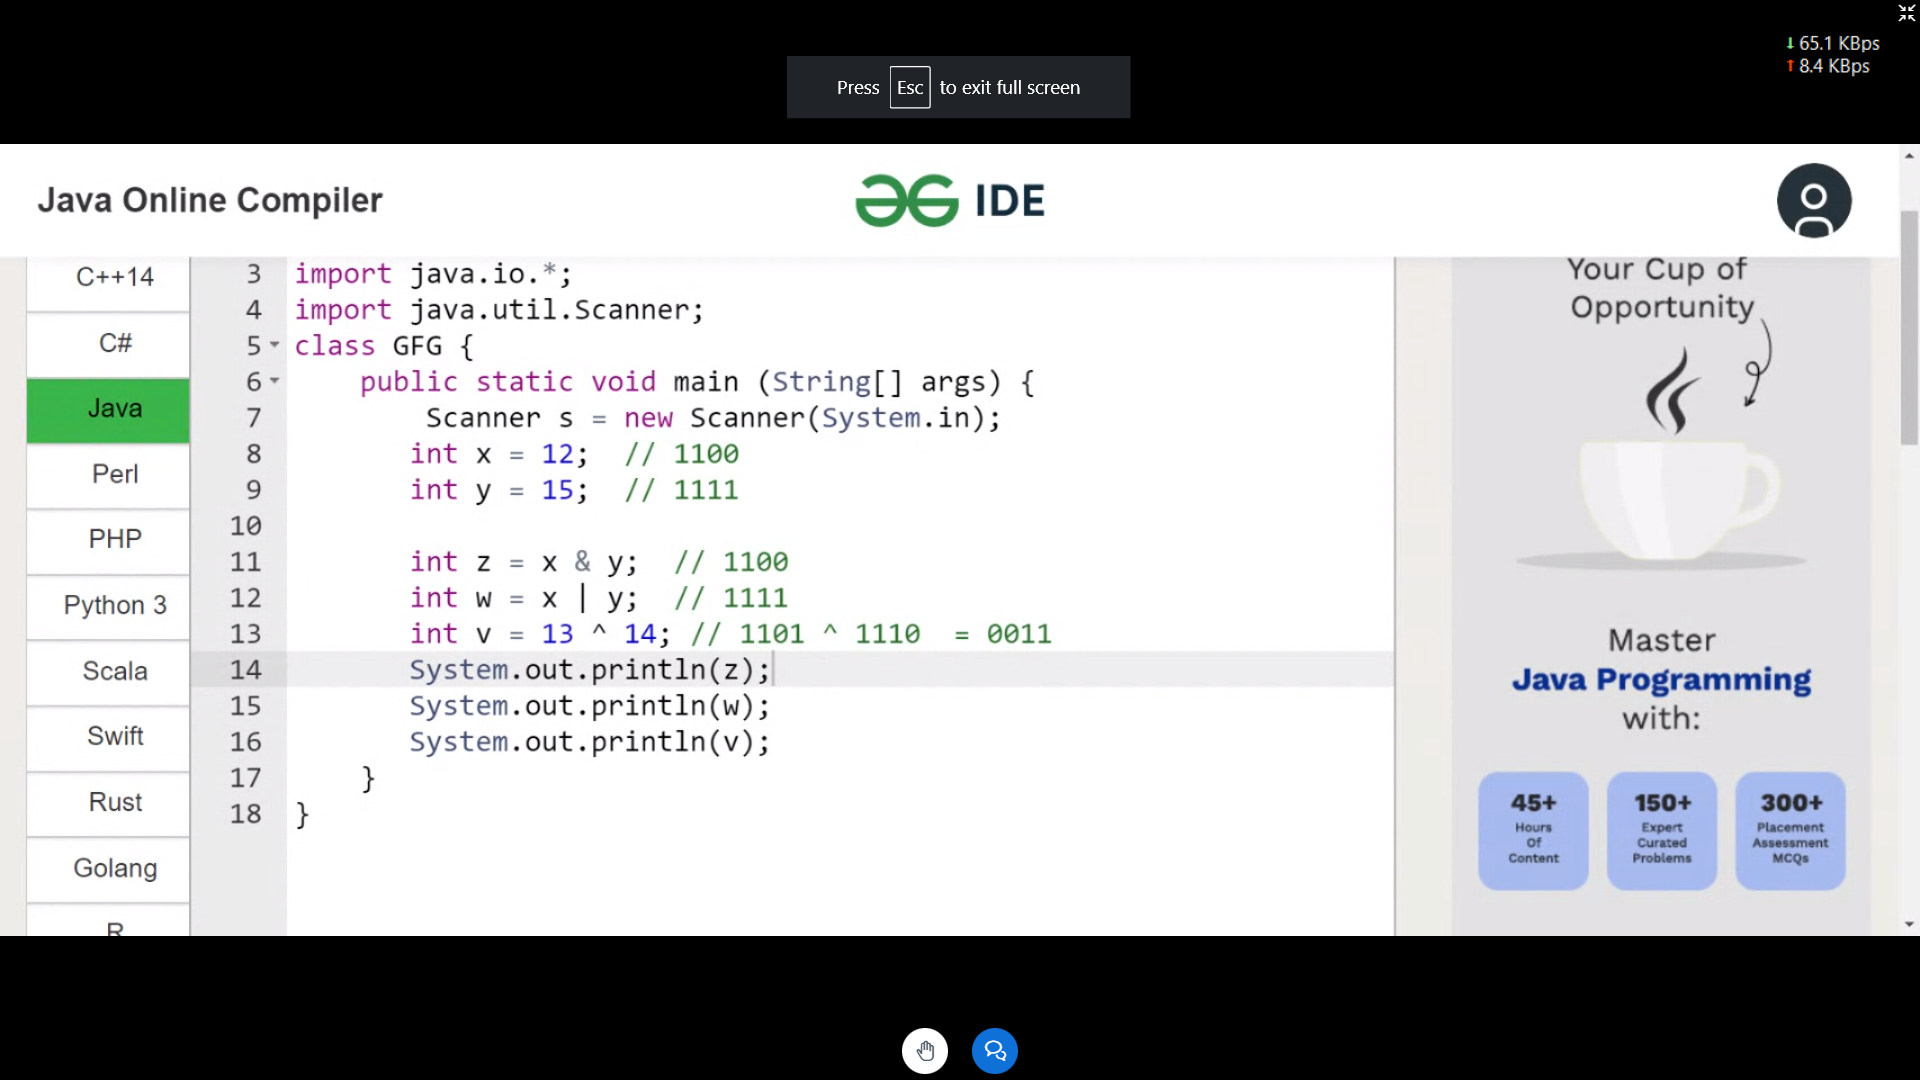 ↓ 65.1 KBps
↑ 8.4 KBps
Press Esc to exit full screen
Java Online Compiler
IDE
C++14
C#
Java
Perl
PHP
Python 3
Scala
Swift
Rust
Golang
R
3 import java.io.*;
4 import java.util.Scanner;
5 class GFG {
6 public static void main (String[] args) {
7 Scanner s = new Scanner(System.in);
8 int x = 12; // 1100
9 int y = 15; // 1111
10
11 int z = x & y; // 1100
12 int w = x | y; // 1111
13 int v = 13 ^ 14; // 1101 ^ 1110 = 0011
14 System.out.println(z);
15 System.out.println(w);
16 System.out.println(v);
17 }
18 }
Your Cup of
Opportunity
Master
Java Programming
with:
45+
Hours
Of
Content
150+
Expert
Curated
Problems
300+
Placement
Assessment
MCQs